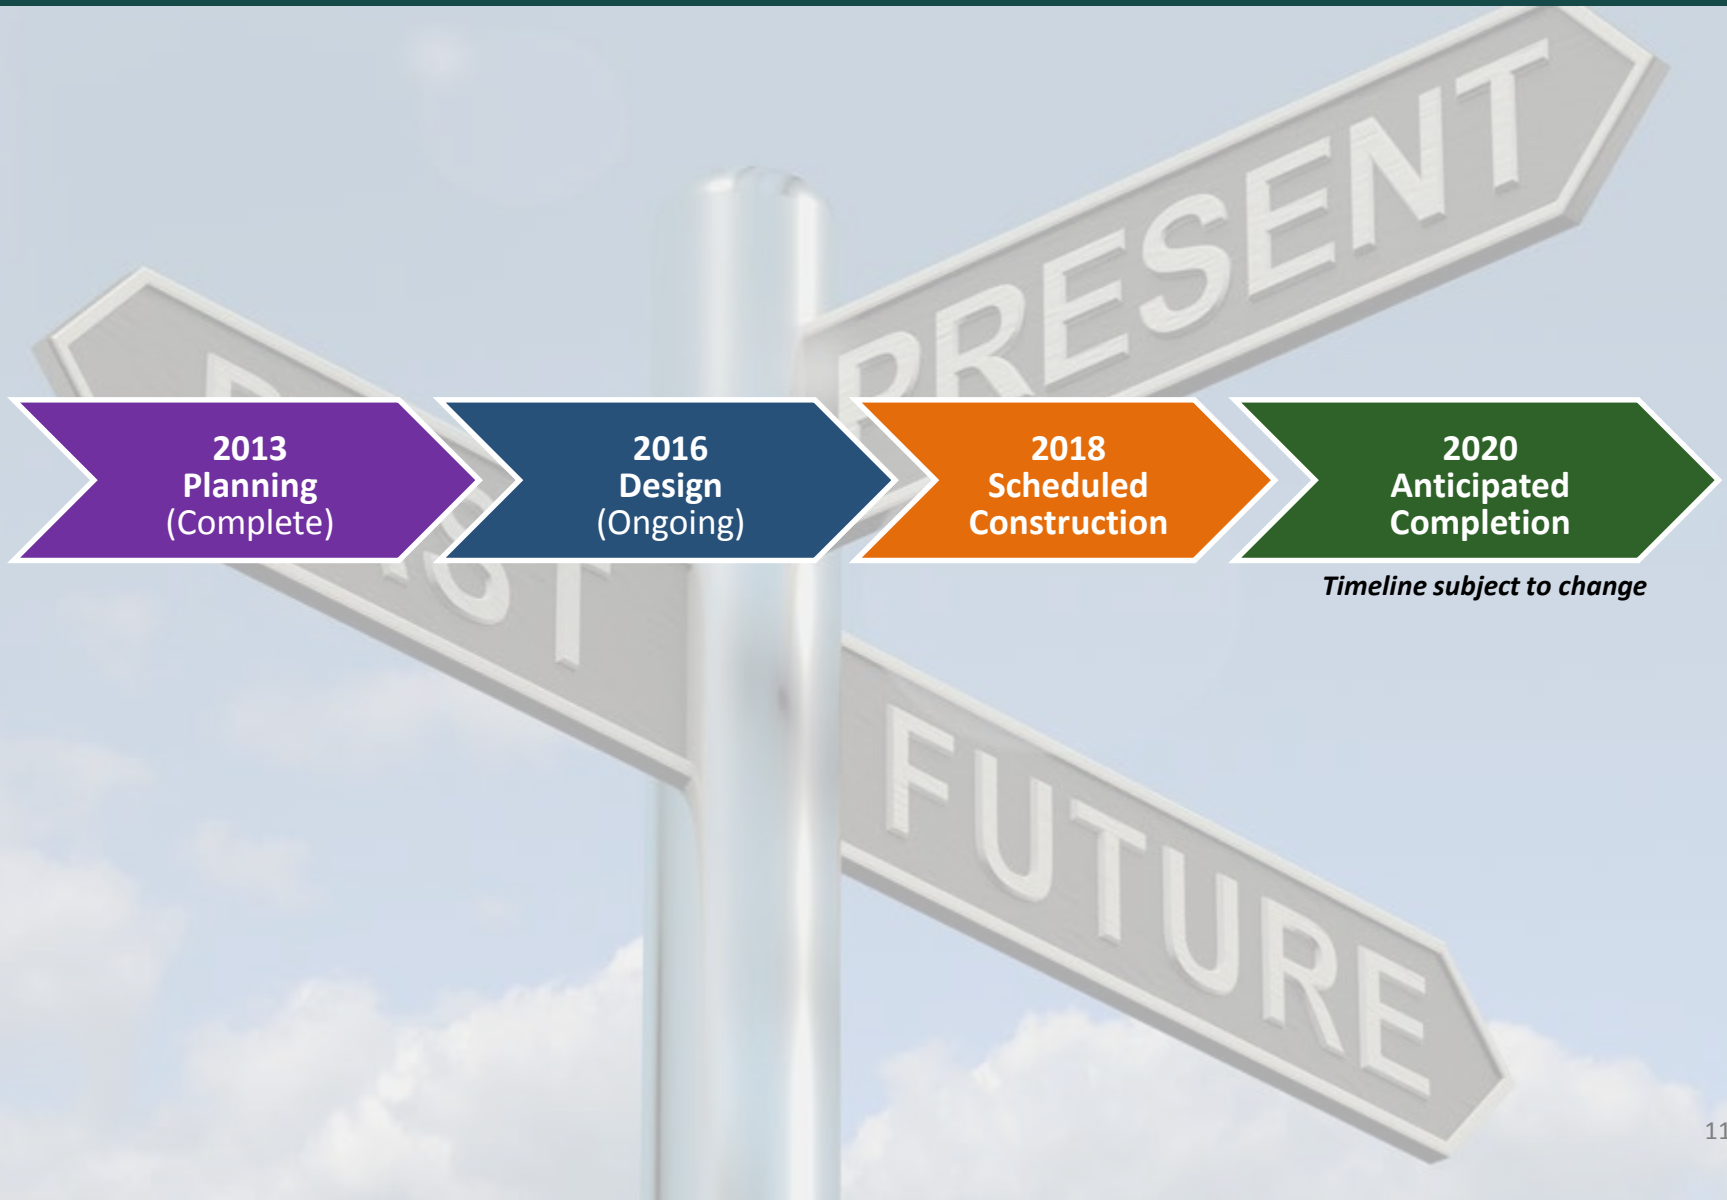 PRESENT
2013
Planning
(Complete)
2016
Design
(Ongoing)
2018
Scheduled
Construction
2020
Anticipated
Completion
Timeline subject to change
PAST
FUTURE
11